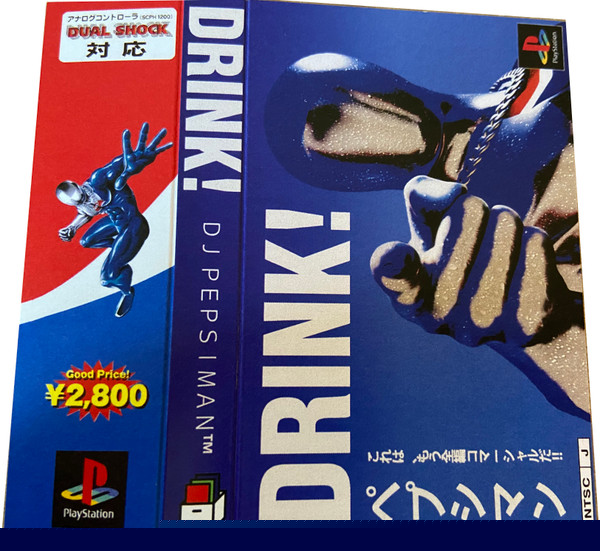 アナログコントローラ(SCPH1200)
DUAL SHOCK
対応
Good Price!
¥2,800
PlayStation
DRINK!
DJ PEPSIMAN™
DRINK!
PlayStation
これは、もう全編コマーシャルだ!!
ペプシマン
NTSC J